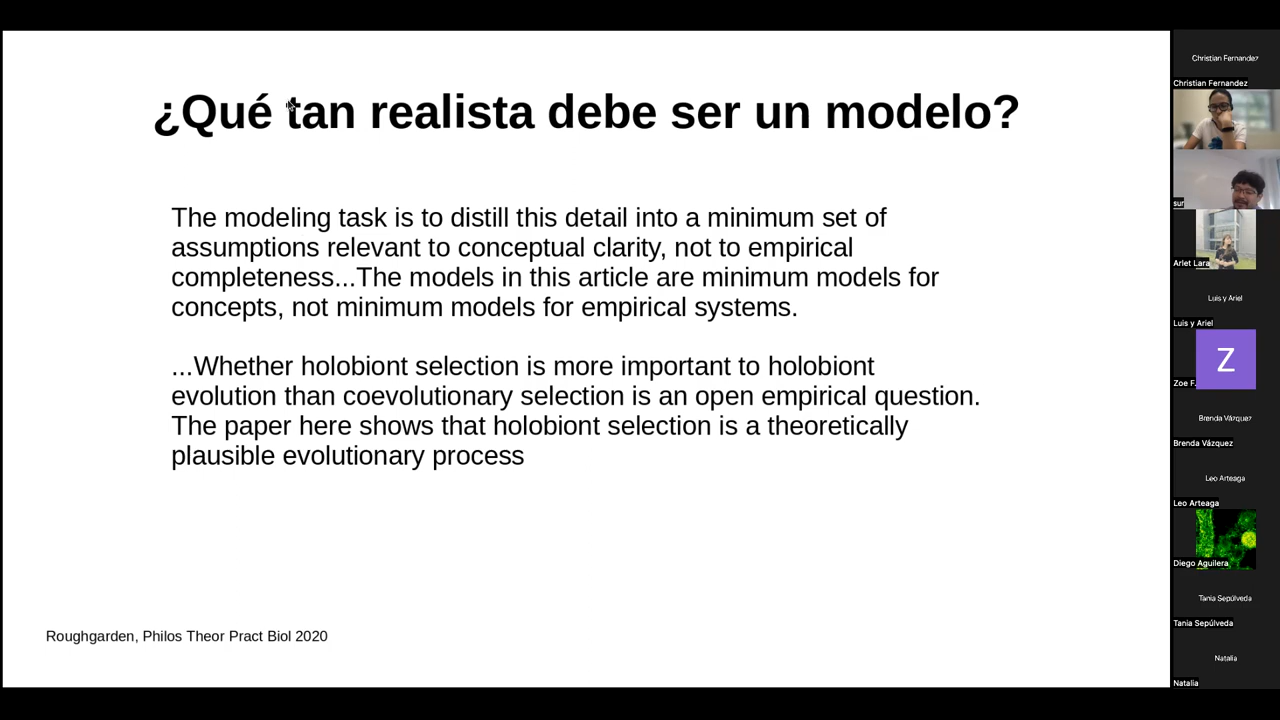 ¿Qué tan realista debe ser un modelo?
The modeling task is to distill this detail into a minimum set of
assumptions relevant to conceptual clarity, not to empirical
completeness...The models in this article are minimum models for
concepts, not minimum models for empirical systems.
...Whether holobiont selection is more important to holobiont
evolution than coevolutionary selection is an open empirical question.
The paper here shows that holobiont selection is a theoretically
plausible evolutionary process
Roughgarden, Philos Theor Pract Biol 2020
Christian Fernandez
Christian Fernandez
sur
Arlet Lara
Luis y Ariel
Luis y Ariel
Z
Zoe F.
Brenda Vázquez
Brenda Vázquez
Leo Arteaga
Leo Arteaga
Diego Aguilera
Tania Sepúlveda
Tania Sepúlveda
Natalia
Natalia